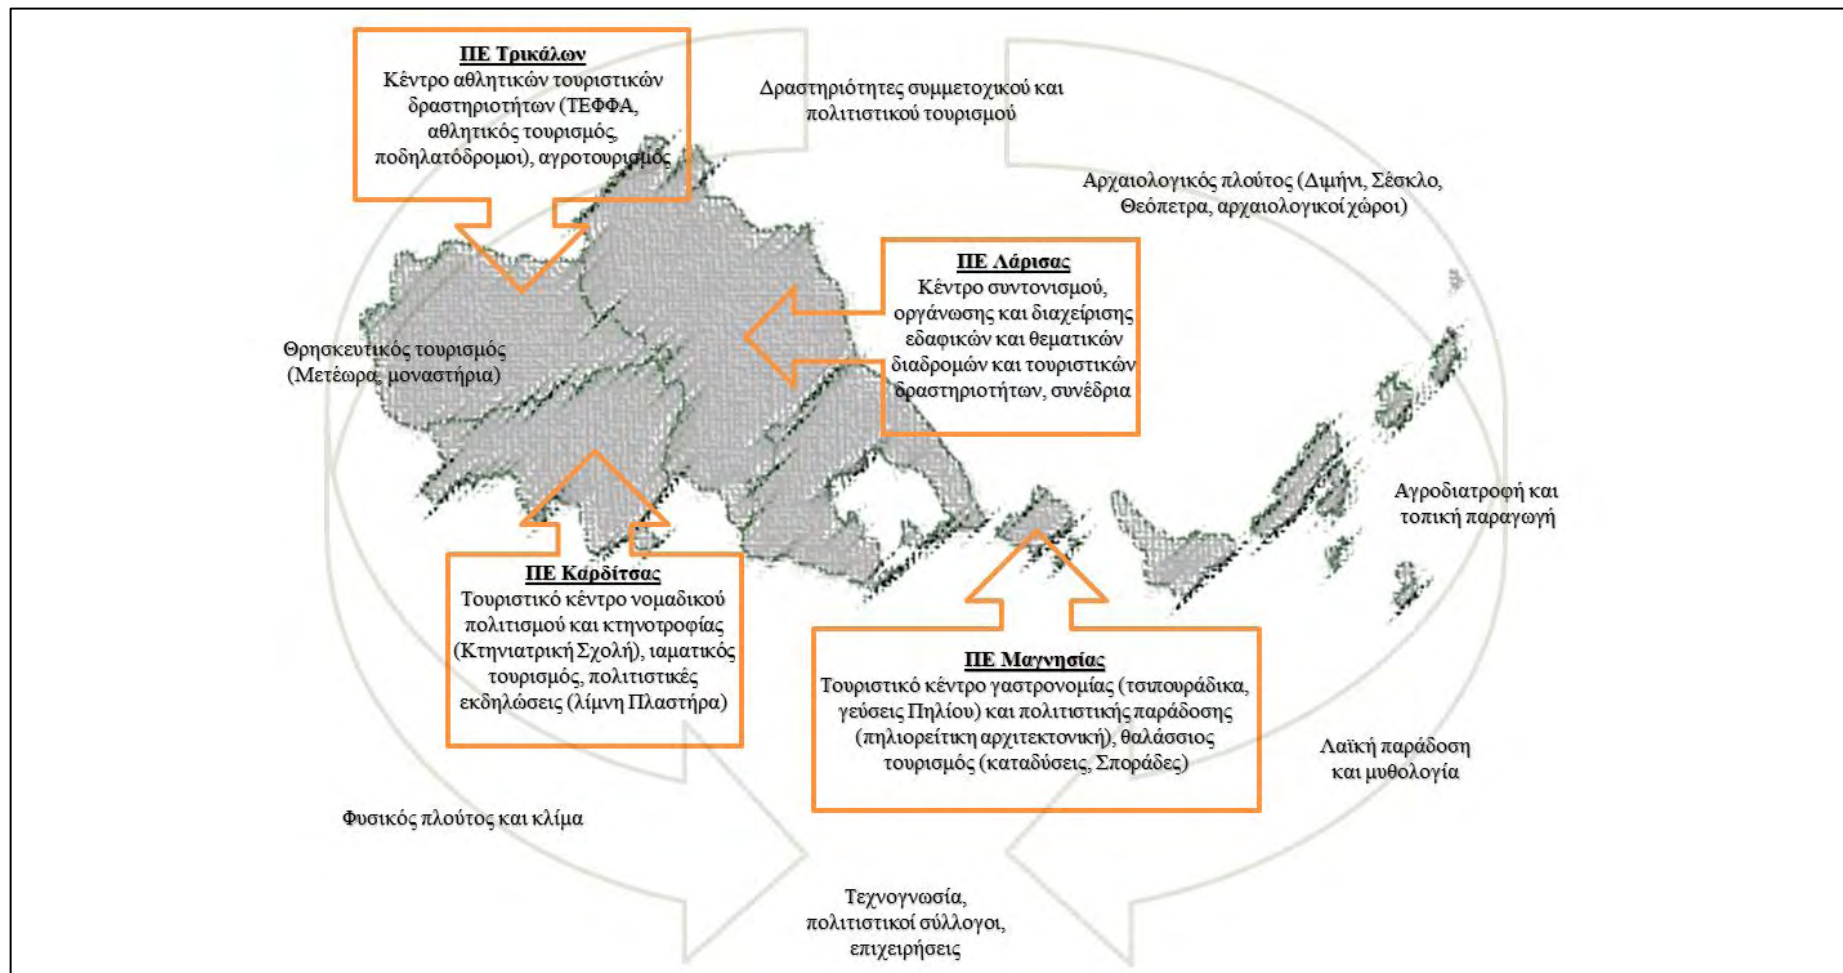 ΠΕ Τρικάλων
Κέντρο αθλητικών τουριστικών
δραστηριοτήτων (ΤΕΦΦΑ,
αθλητικός τουρισμός,
ποδηλατόδρομοι), αγροτουρισμός
Δραστηριότητες συμμετοχικού και
πολιτιστικού τουρισμού
Αρχαιολογικός πλούτος (Διμήνι, Σέσκλο,
Θεόπετρα, αρχαιολογικοί χώροι)
ΠΕ Λάρισας
Κέντρο συντονισμού,
οργάνωσης και διαχείρισης
εδαφικών και θεματικών
διαδρομών και τουριστικών
δραστηριοτήτων, συνέδρια
Θρησκευτικός τουρισμός
(Μετέωρα, μοναστήρια)
Αγροδιατροφή και
τοπική παραγωγή
ΠΕ Καρδίτσας
Τουριστικό κέντρο νομαδικού
πολιτισμού και κτηνοτροφίας
(Κτηνιατρική Σχολή), ιαματικός
τουρισμός, πολιτιστικές
εκδηλώσεις (λίμνη Πλαστήρα)
ΠΕ Μαγνησίας
Τουριστικό κέντρο γαστρονομίας (τσιπουράδικα,
γεύσεις Πηλίου) και πολιτιστικής παράδοσης
(πηλιορείτικη αρχιτεκτονική), θαλάσσιος
τουρισμός (καταδύσεις, Σποράδες)
Λαϊκή παράδοση
και μυθολογία
Φυσικός πλούτος και κλίμα
Τεχνογνωσία,
πολιτιστικοί σύλλογοι,
επιχειρήσεις